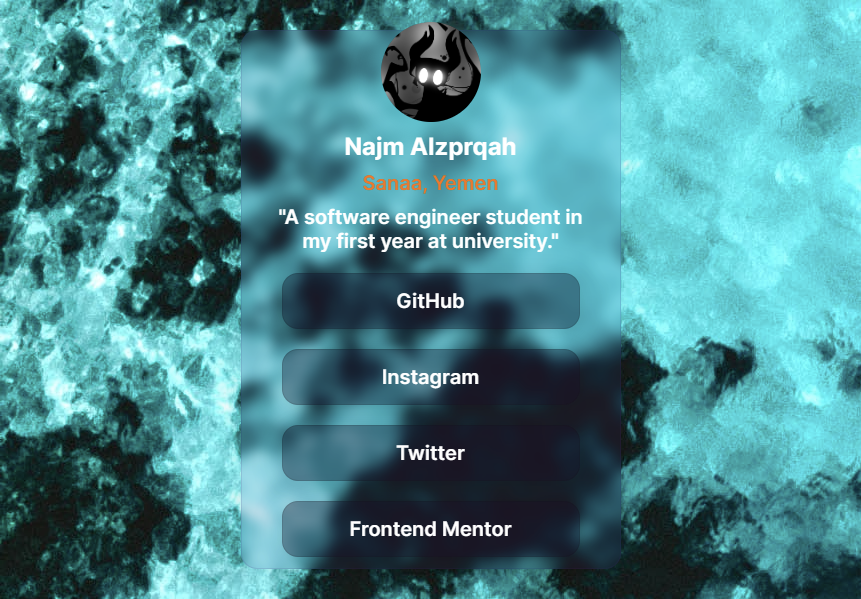 Najm Alzprqah
Sanaa, Yemen
"A software engineer student in
my first year at university."
GitHub
Instagram
Twitter
Frontend Mentor